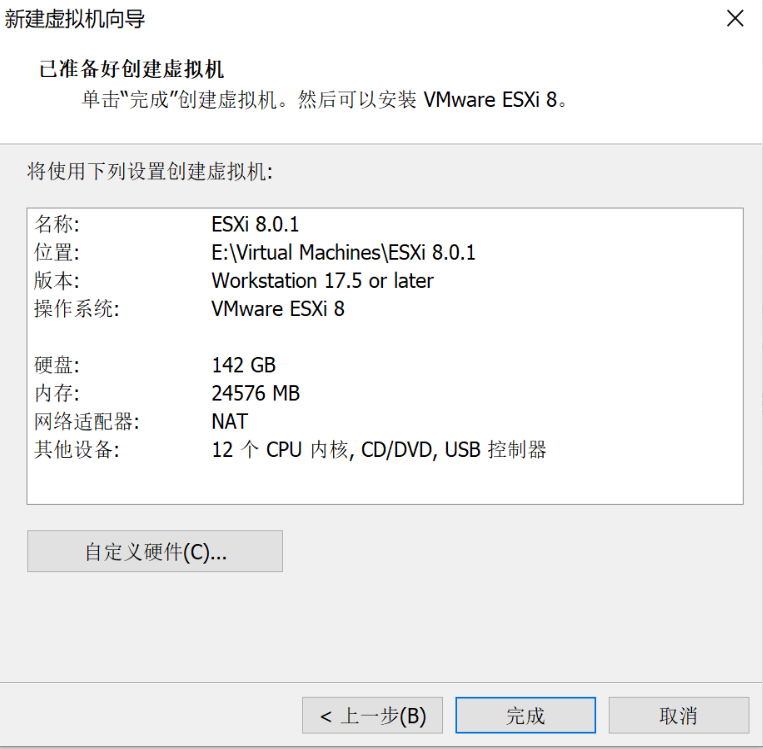 新建虚拟机向导
已准备好创建虚拟机
单击“完成”创建虚拟机。然后可以安装 VMware ESXi 8。
将使用下列设置创建虚拟机:
名称: ESXi 8.0.1
位置: E:\Virtual Machines\ESXi 8.0.1
版本: Workstation 17.5 or later
操作系统: VMware ESXi 8
硬盘: 142 GB
内存: 24576 MB
网络适配器: NAT
其他设备: 12 个 CPU 内核, CD/DVD, USB 控制器
自定义硬件(C)...
< 上一步(B) 完成 取消